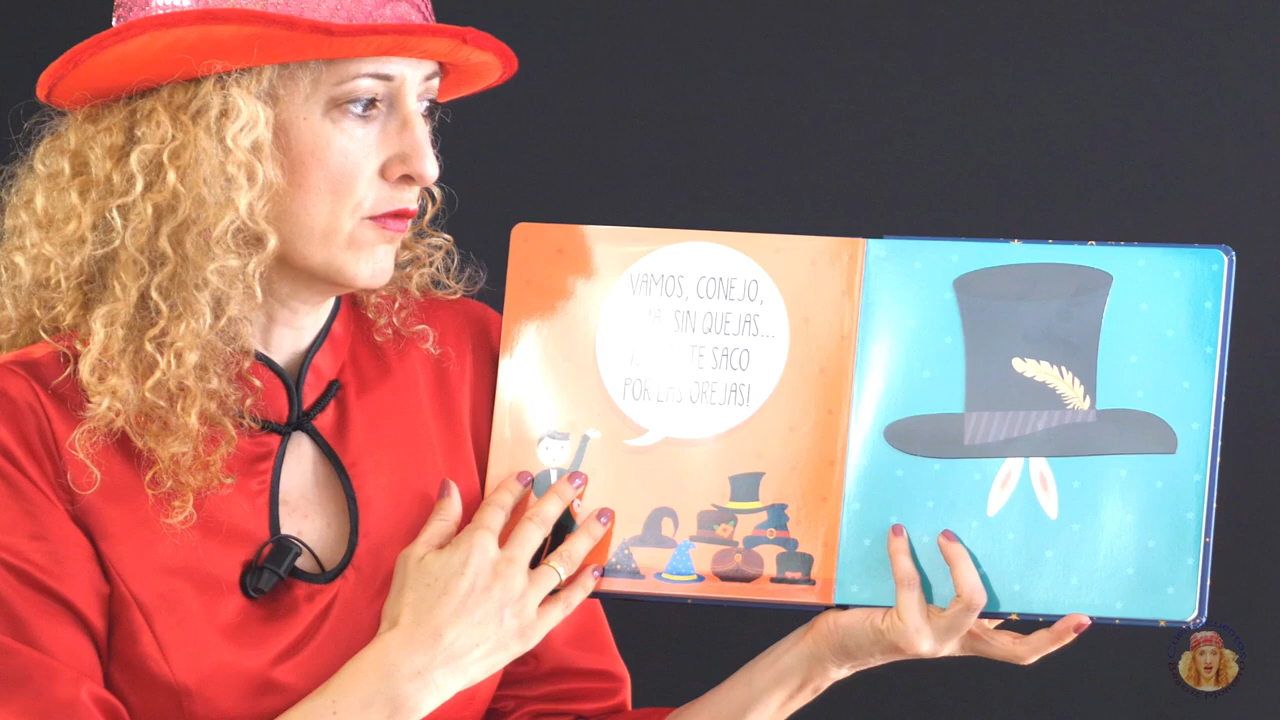 VAMOS, CONEJO,
SIN QUEJAS...
TE SACO
POR LAS OREJAS!